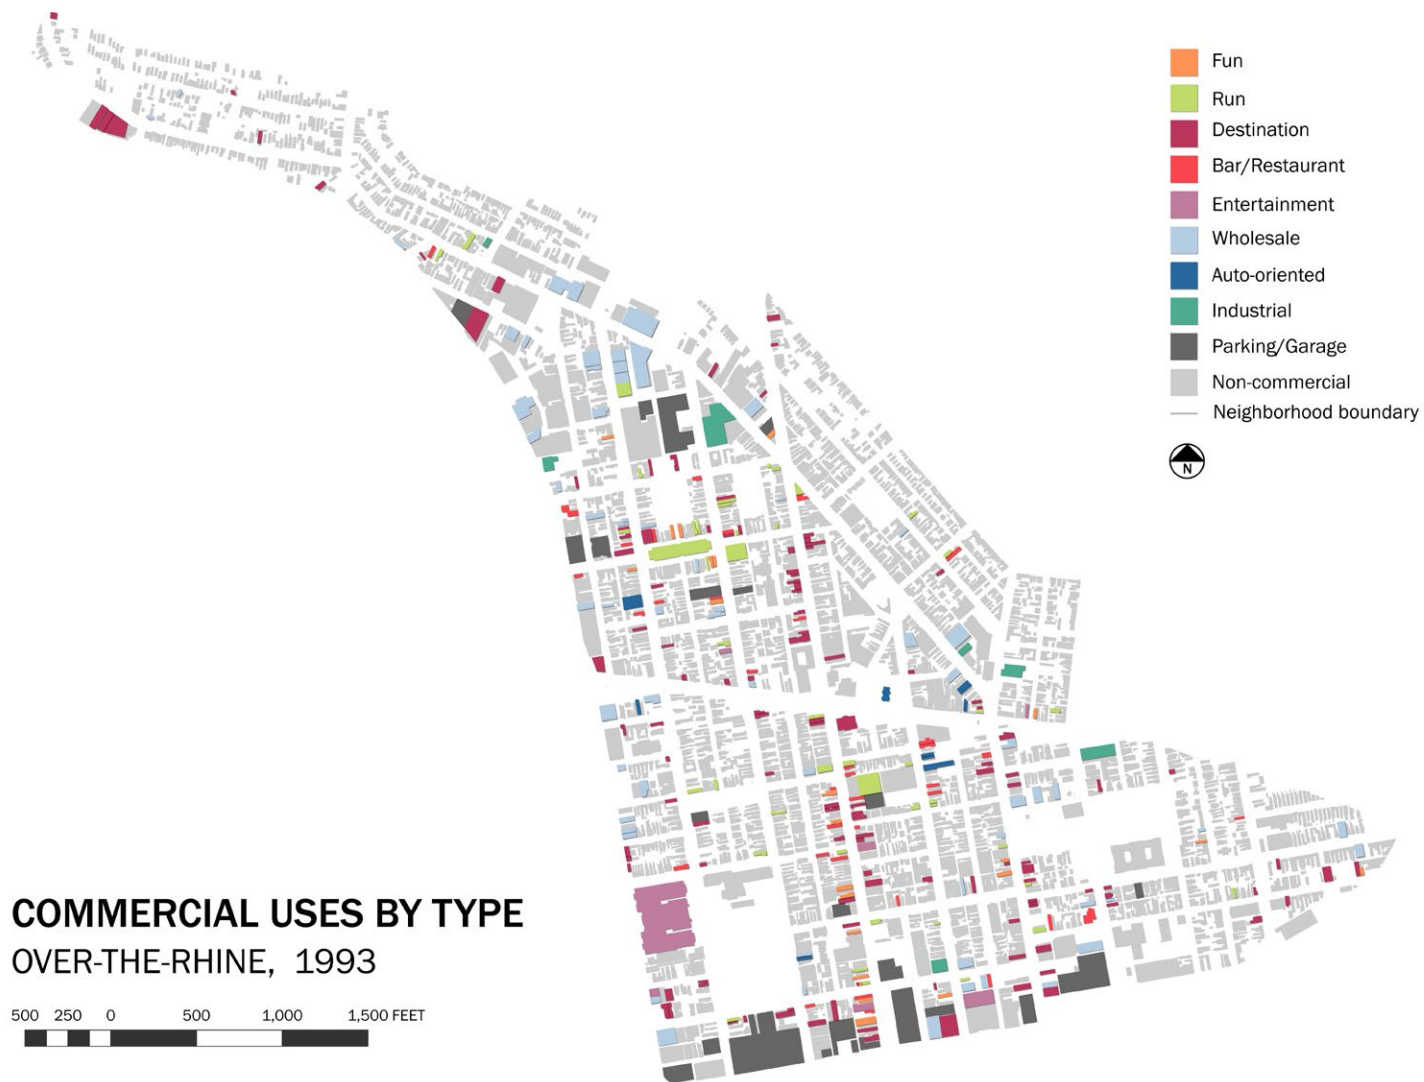 Fun
Run
Destination
Bar/Restaurant
Entertainment
Wholesale
Auto-oriented
Industrial
Parking/Garage
Non-commercial
Neighborhood boundary
N
COMMERCIAL USES BY TYPE
OVER-THE-RHINE, 1993
500 250 0 500 1,000 1,500 FEET